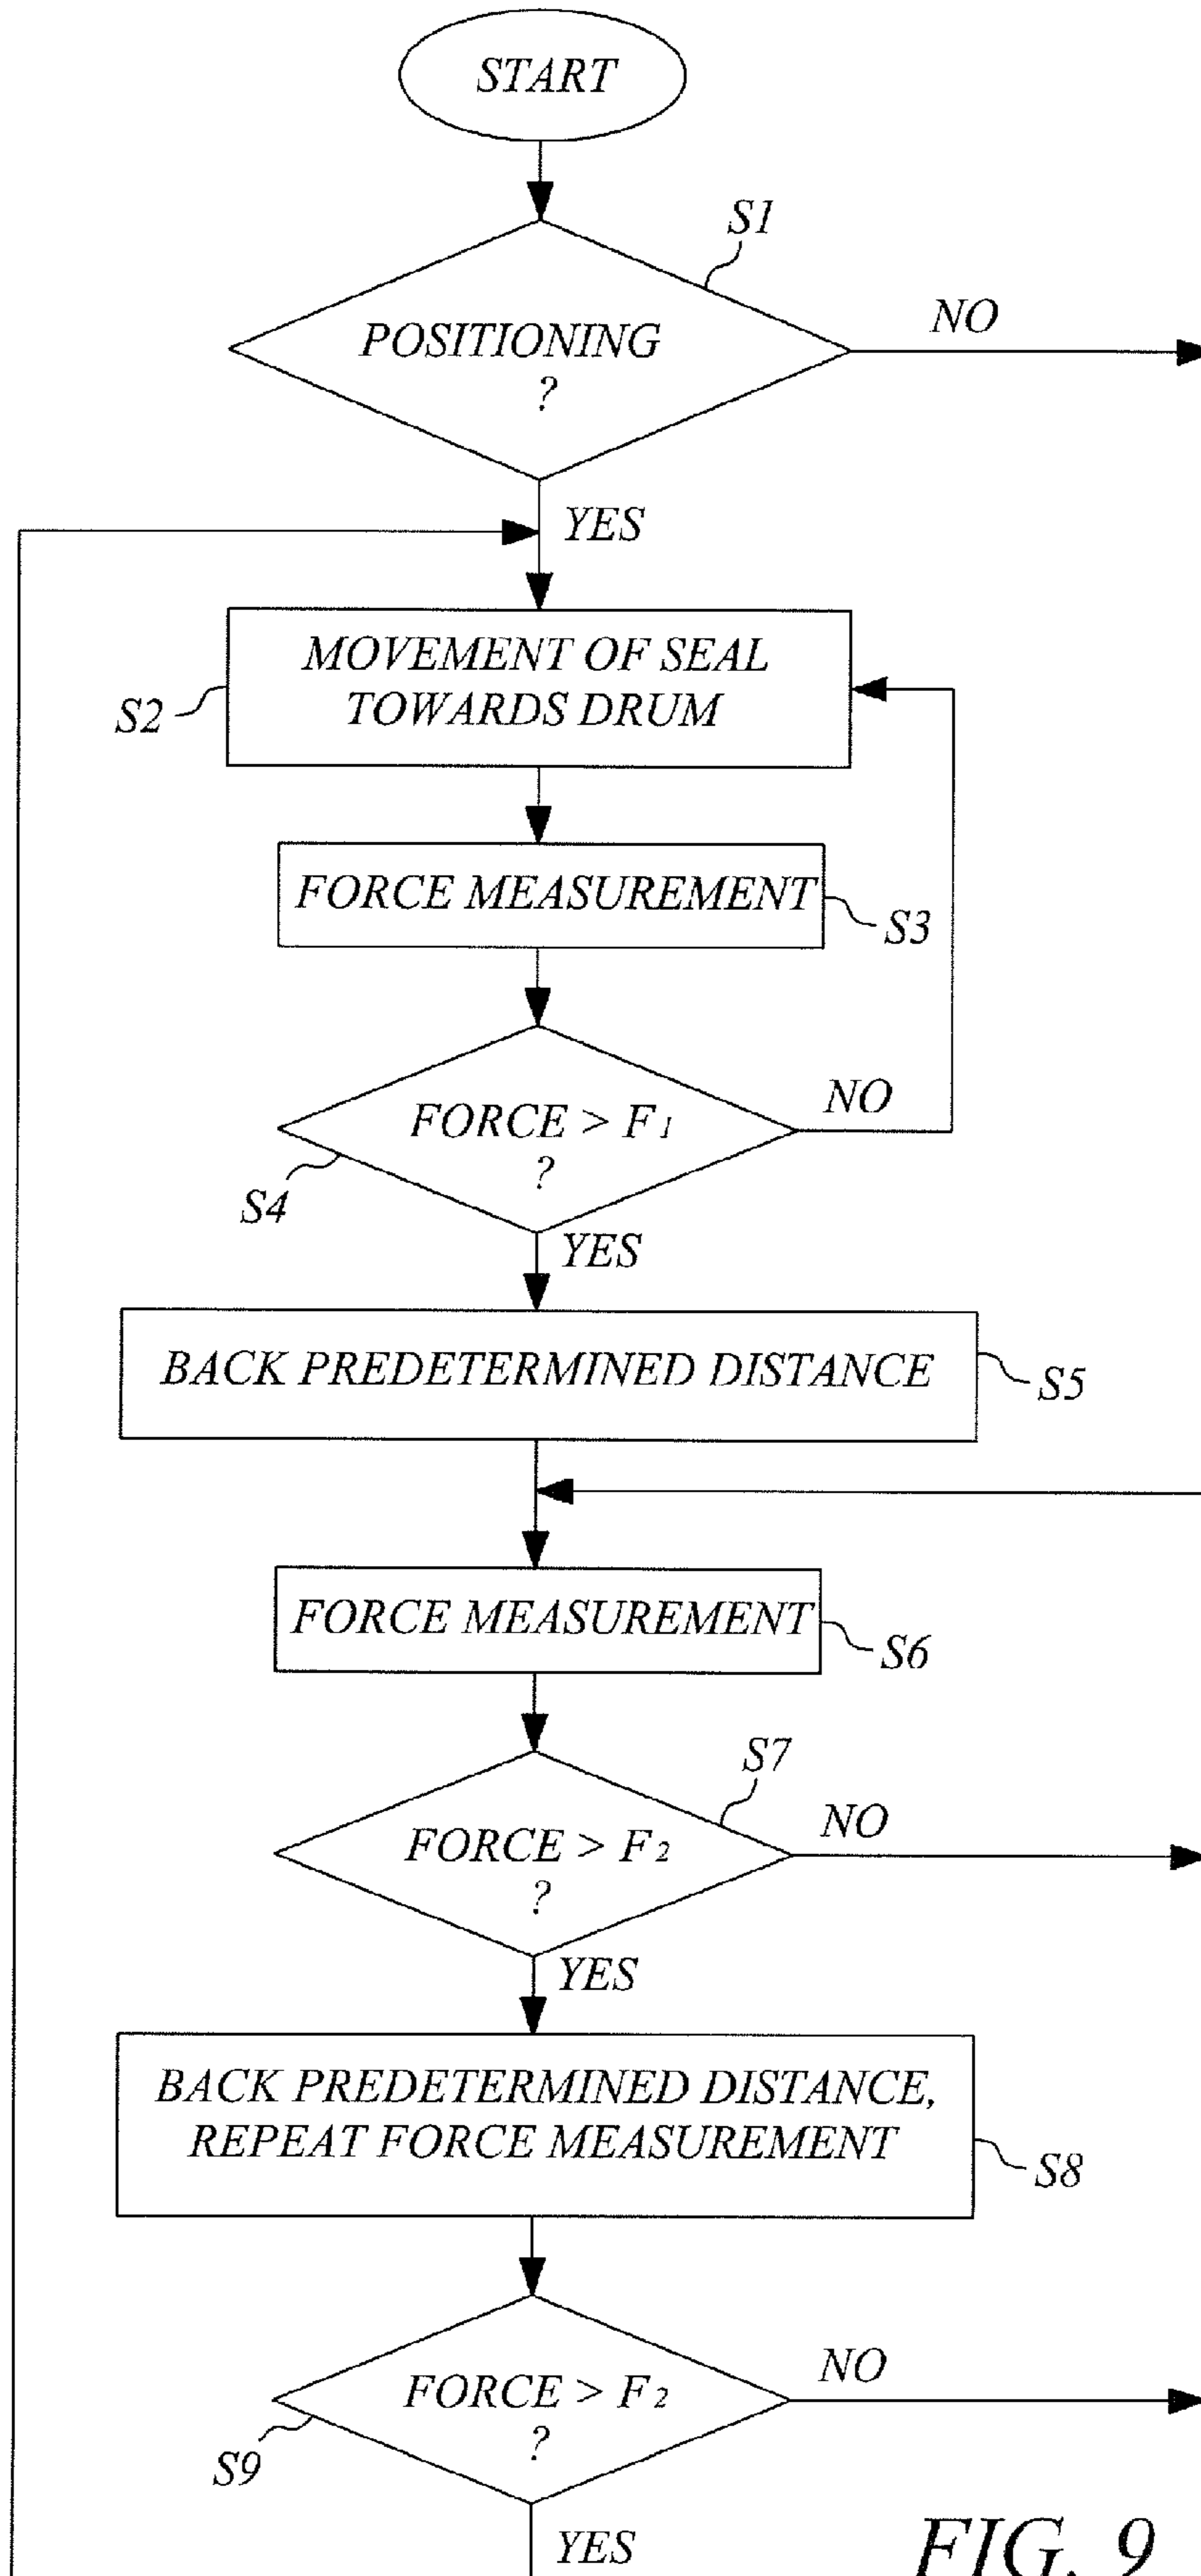 START
S1
POSITIONING
?
NO
YES
S2
MOVEMENT OF SEAL
TOWARDS DRUM
FORCE MEASUREMENT
S3
FORCE > F₁
?
NO
S4
YES
BACK PREDETERMINED DISTANCE
S5
FORCE MEASUREMENT
S6
S7
FORCE > F₂
?
NO
YES
BACK PREDETERMINED DISTANCE,
REPEAT FORCE MEASUREMENT
S8
FORCE > F₂
?
NO
S9
YES
FIG. 9